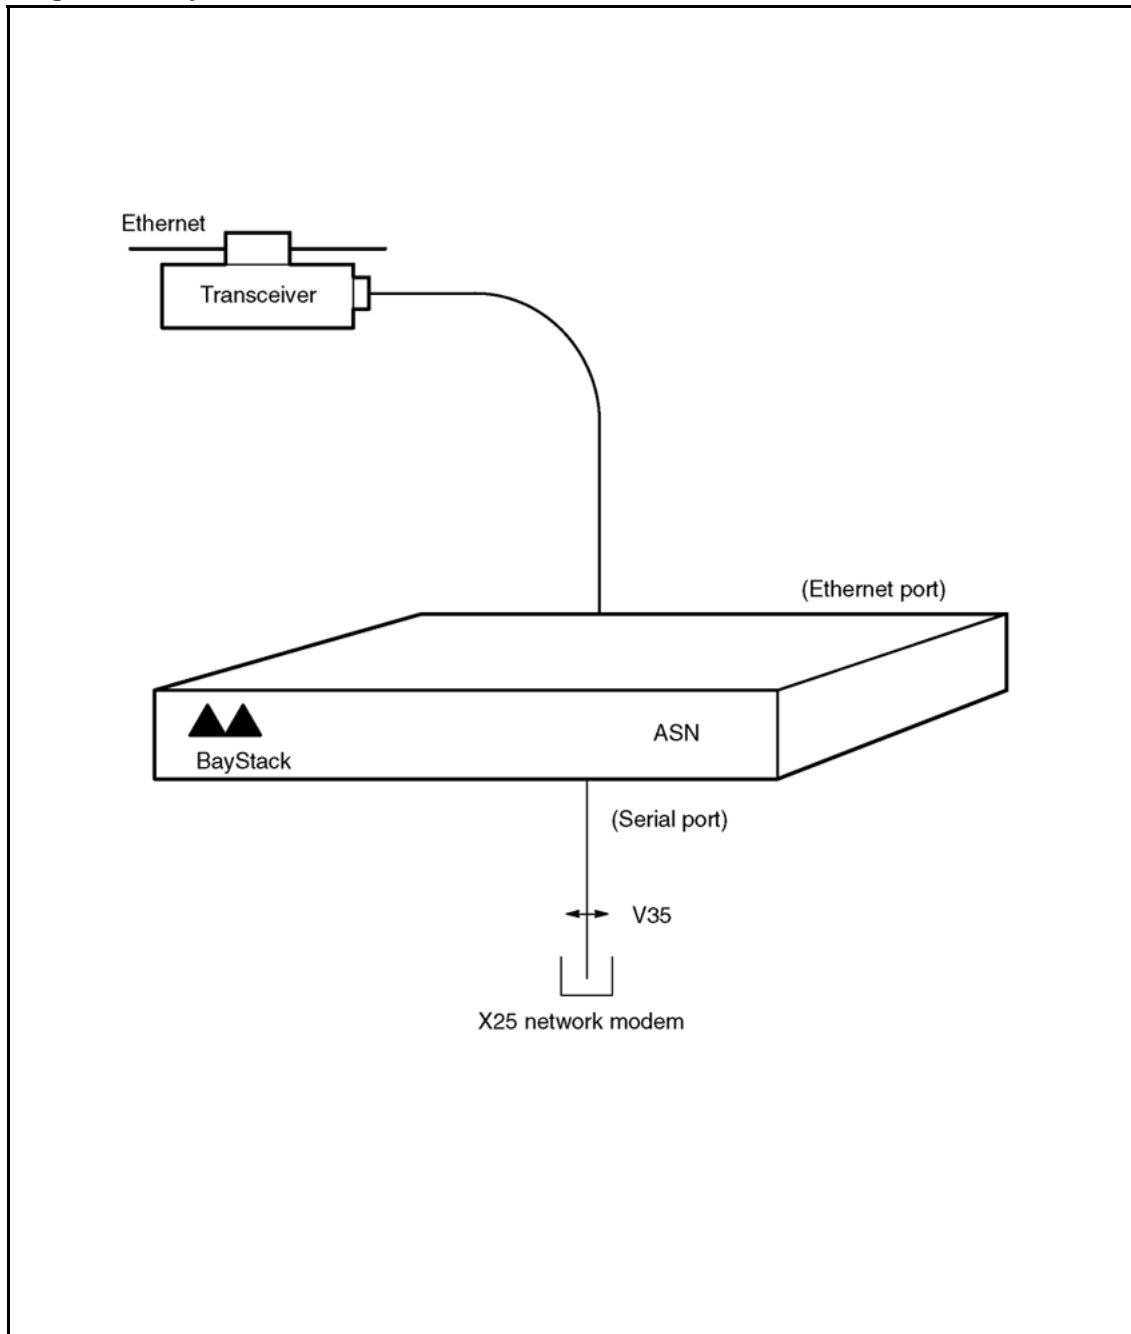 Ethernet
Transceiver
(Ethernet port)
ASN
BayStack
(Serial port)
V35
X25 network modem